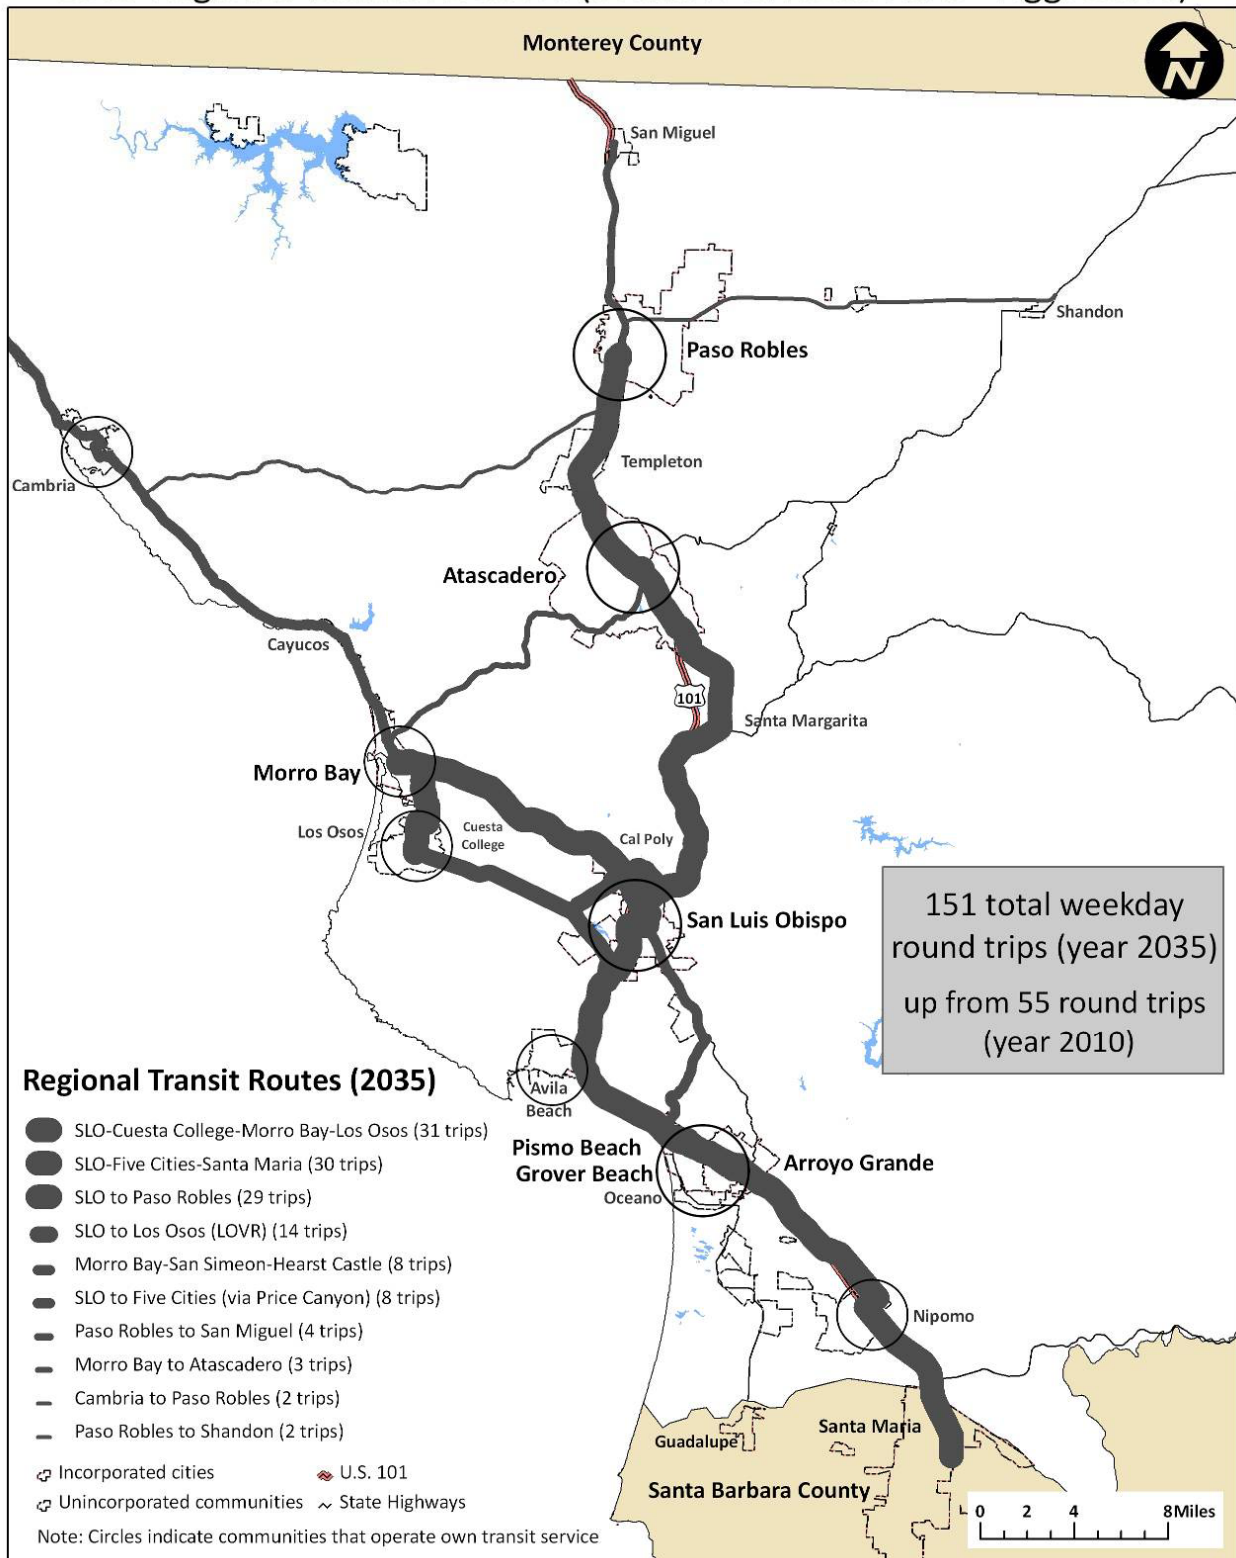 Monterey County
N
San Miguel
Shandon
Paso Robles
Templeton
Cambria
Atascadero
Cayucos
101
Santa Margarita
Morro Bay
Los Osos
Cuesta
College
Cal Poly
San Luis Obispo
151 total weekday
round trips (year 2035)
up from 55 round trips
(year 2010)
Avila
Beach
Pismo Beach
Grover Beach
Oceano
Arroyo Grande
Nipomo
Guadalupe
Santa Maria
Santa Barbara County
Regional Transit Routes (2035)
SLO-Cuesta College-Morro Bay-Los Osos (31 trips)
SLO-Five Cities-Santa Maria (30 trips)
SLO to Paso Robles (29 trips)
SLO to Los Osos (LOVR) (14 trips)
Morro Bay-San Simeon-Hearst Castle (8 trips)
SLO to Five Cities (via Price Canyon) (8 trips)
Paso Robles to San Miguel (4 trips)
Morro Bay to Atascadero (3 trips)
Cambria to Paso Robles (2 trips)
Paso Robles to Shandon (2 trips)
Incorporated cities
U.S. 101
Unincorporated communities
State Highways
Note: Circles indicate communities that operate own transit service
0 2 4 8 Miles